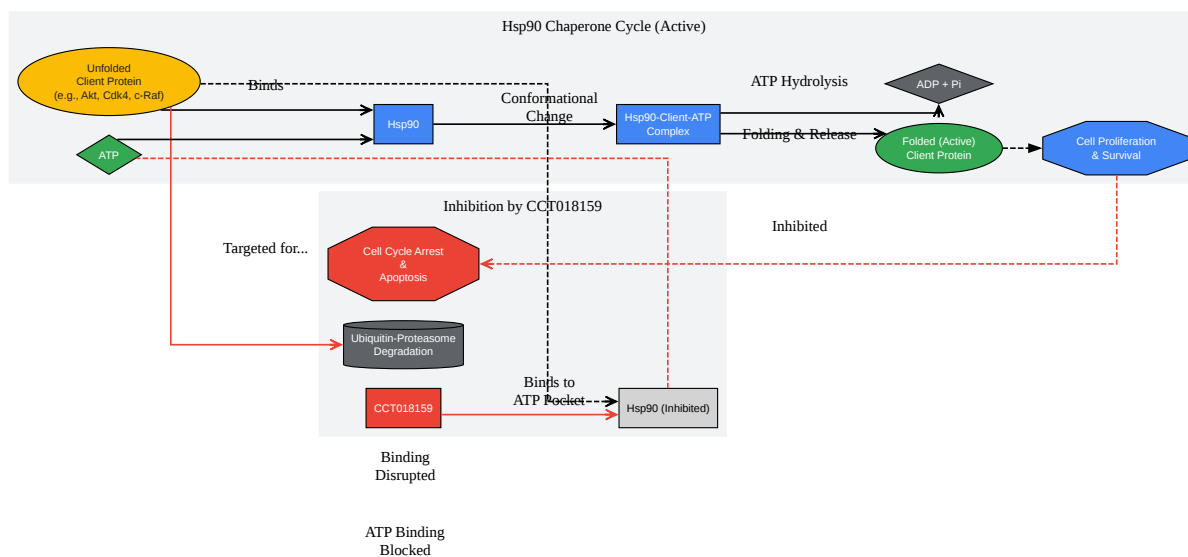 Hsp90 Chaperone Cycle (Active)
Unfolded
Client Protein
(e.g., Akt, Cdk4, c-Raf)
Binds
ATP
Hsp90
Conformational
Change
Hsp90-Client-ATP
Complex
ATP Hydrolysis
ADP + Pi
Folding & Release
Folded (Active)
Client Protein
Cell Proliferation
& Survival
Inhibition by CCT018159
Inhibited
Targeted for...
Cell Cycle Arrest
&
Apoptosis
Ubiquitin-Proteasome
Degradation
CCT018159
Binds to
ATP Pocket
Hsp90 (Inhibited)
Binding
Disrupted
ATP Binding
Blocked